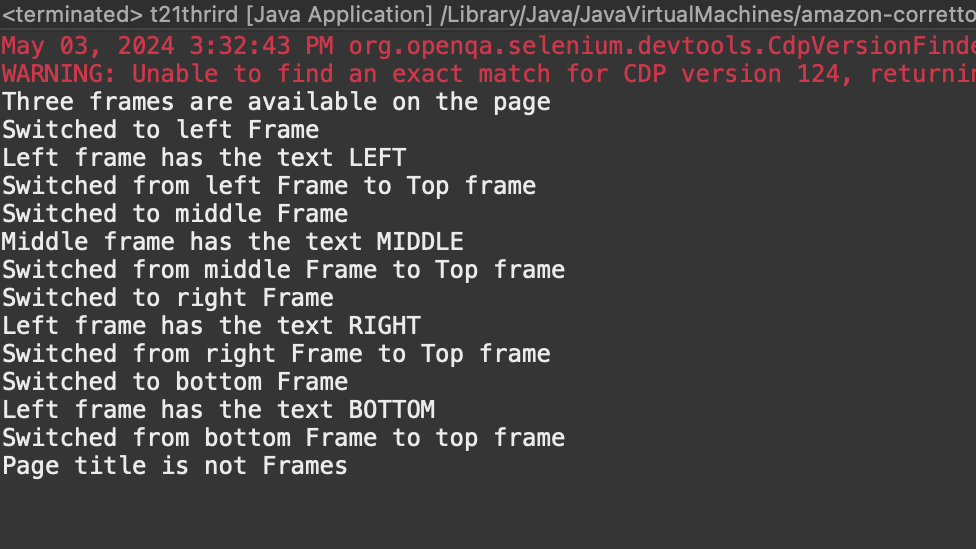 <terminated> t21thrird [Java Application] /Library/Java/JavaVirtualMachines/amazon-corretto
May 03, 2024 3:32:43 PM org.openqa.selenium.devtools.CdpVersionFinde
WARNING: Unable to find an exact match for CDP version 124, returnin
Three frames are available on the page
Switched to left Frame
Left frame has the text LEFT
Switched from left Frame to Top frame
Switched to middle Frame
Middle frame has the text MIDDLE
Switched from middle Frame to Top frame
Switched to right Frame
Left frame has the text RIGHT
Switched from right Frame to Top frame
Switched to bottom Frame
Left frame has the text BOTTOM
Switched from bottom Frame to top frame
Page title is not Frames